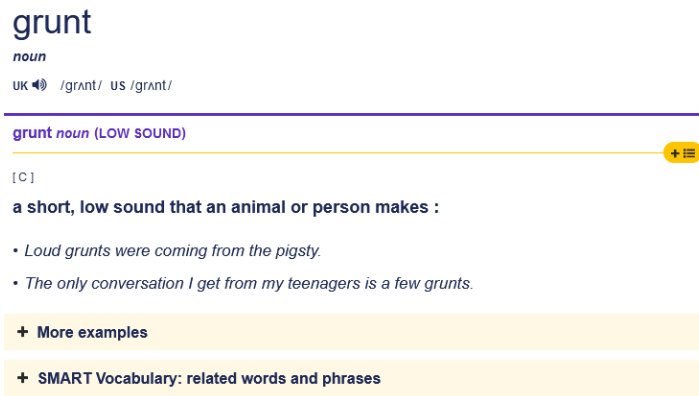 grunt
noun
UK /ɡrʌnt/ US /ɡrʌnt/
grunt noun (LOW SOUND)
[ C ]
a short, low sound that an animal or person makes :
• Loud grunts were coming from the pigsty.
• The only conversation I get from my teenagers is a few grunts.
+ More examples
+ SMART Vocabulary: related words and phrases